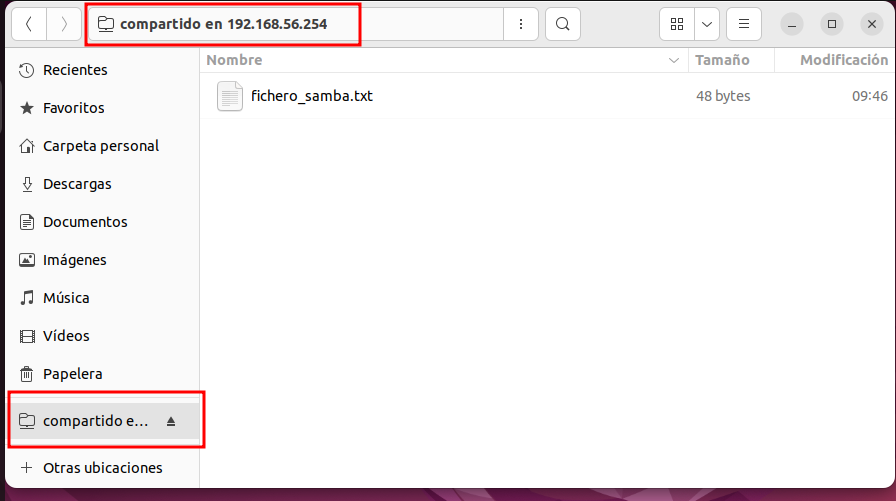 compartido en 192.168.56.254
Nombre Tamaño Modificación
Recientes
fichero_samba.txt 48 bytes 09:46
Favoritos
Carpeta personal
Descargas
Documentos
Imágenes
Música
Vídeos
Papelera
compartido e...
Otras ubicaciones